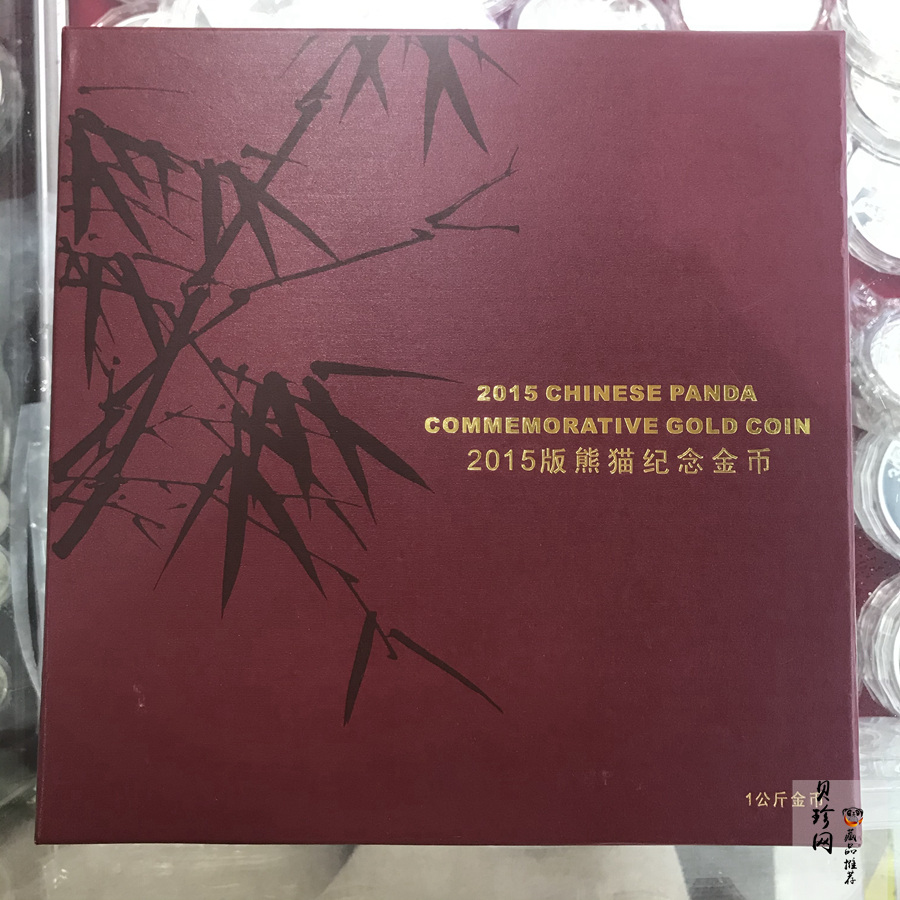 2015 CHINESE PANDA
COMMEMORATIVE GOLD COIN
2015版熊猫纪念金币
1公斤金币
贝珍网
藏品推荐